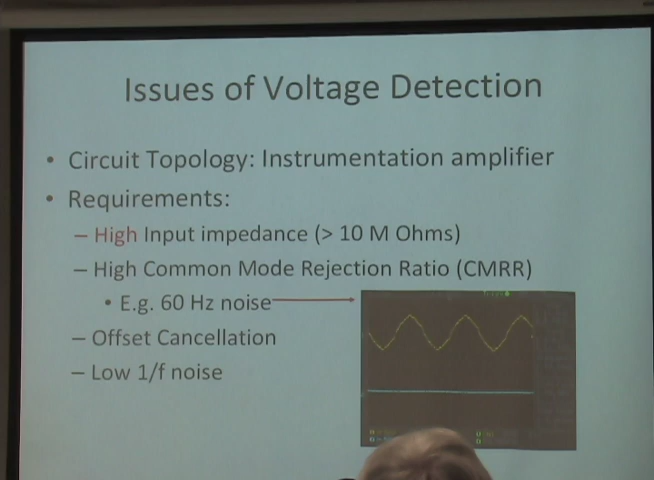 Issues of Voltage Detection
• Circuit Topology: Instrumentation amplifier
• Requirements:
– High Input impedance (> 10 M Ohms)
– High Common Mode Rejection Ratio (CMRR)
• E.g. 60 Hz noise
– Offset Cancellation
– Low 1/f noise